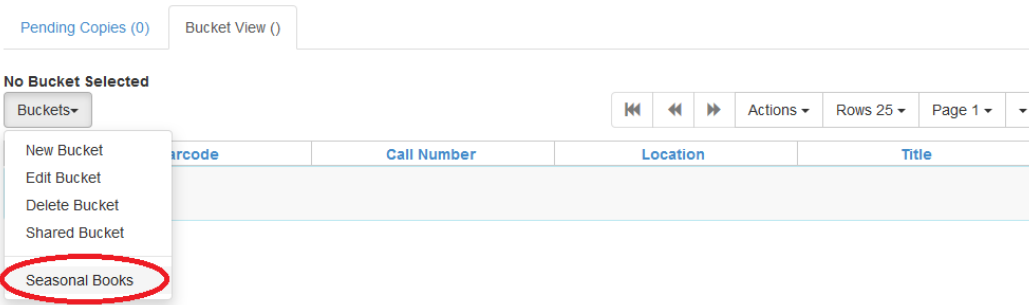 Pending Copies (0) Bucket View ()
No Bucket Selected
Buckets Actions Rows 25 Page 1
arcode Call Number Location Title
New Bucket
Edit Bucket
Delete Bucket
Shared Bucket
Seasonal Books